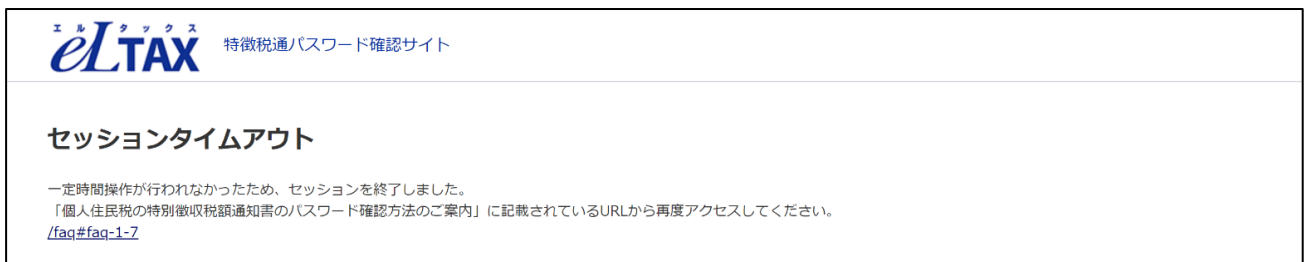 エルタックス
eLTAX 特徴税通パスワード確認サイト
セッションタイムアウト
一定時間操作が行われなかったため、セッションを終了しました。
「個人住民税の特別徴収税額通知書のパスワード確認方法のご案内」に記載されているURLから再度アクセスしてください。
/faq#faq-1-7